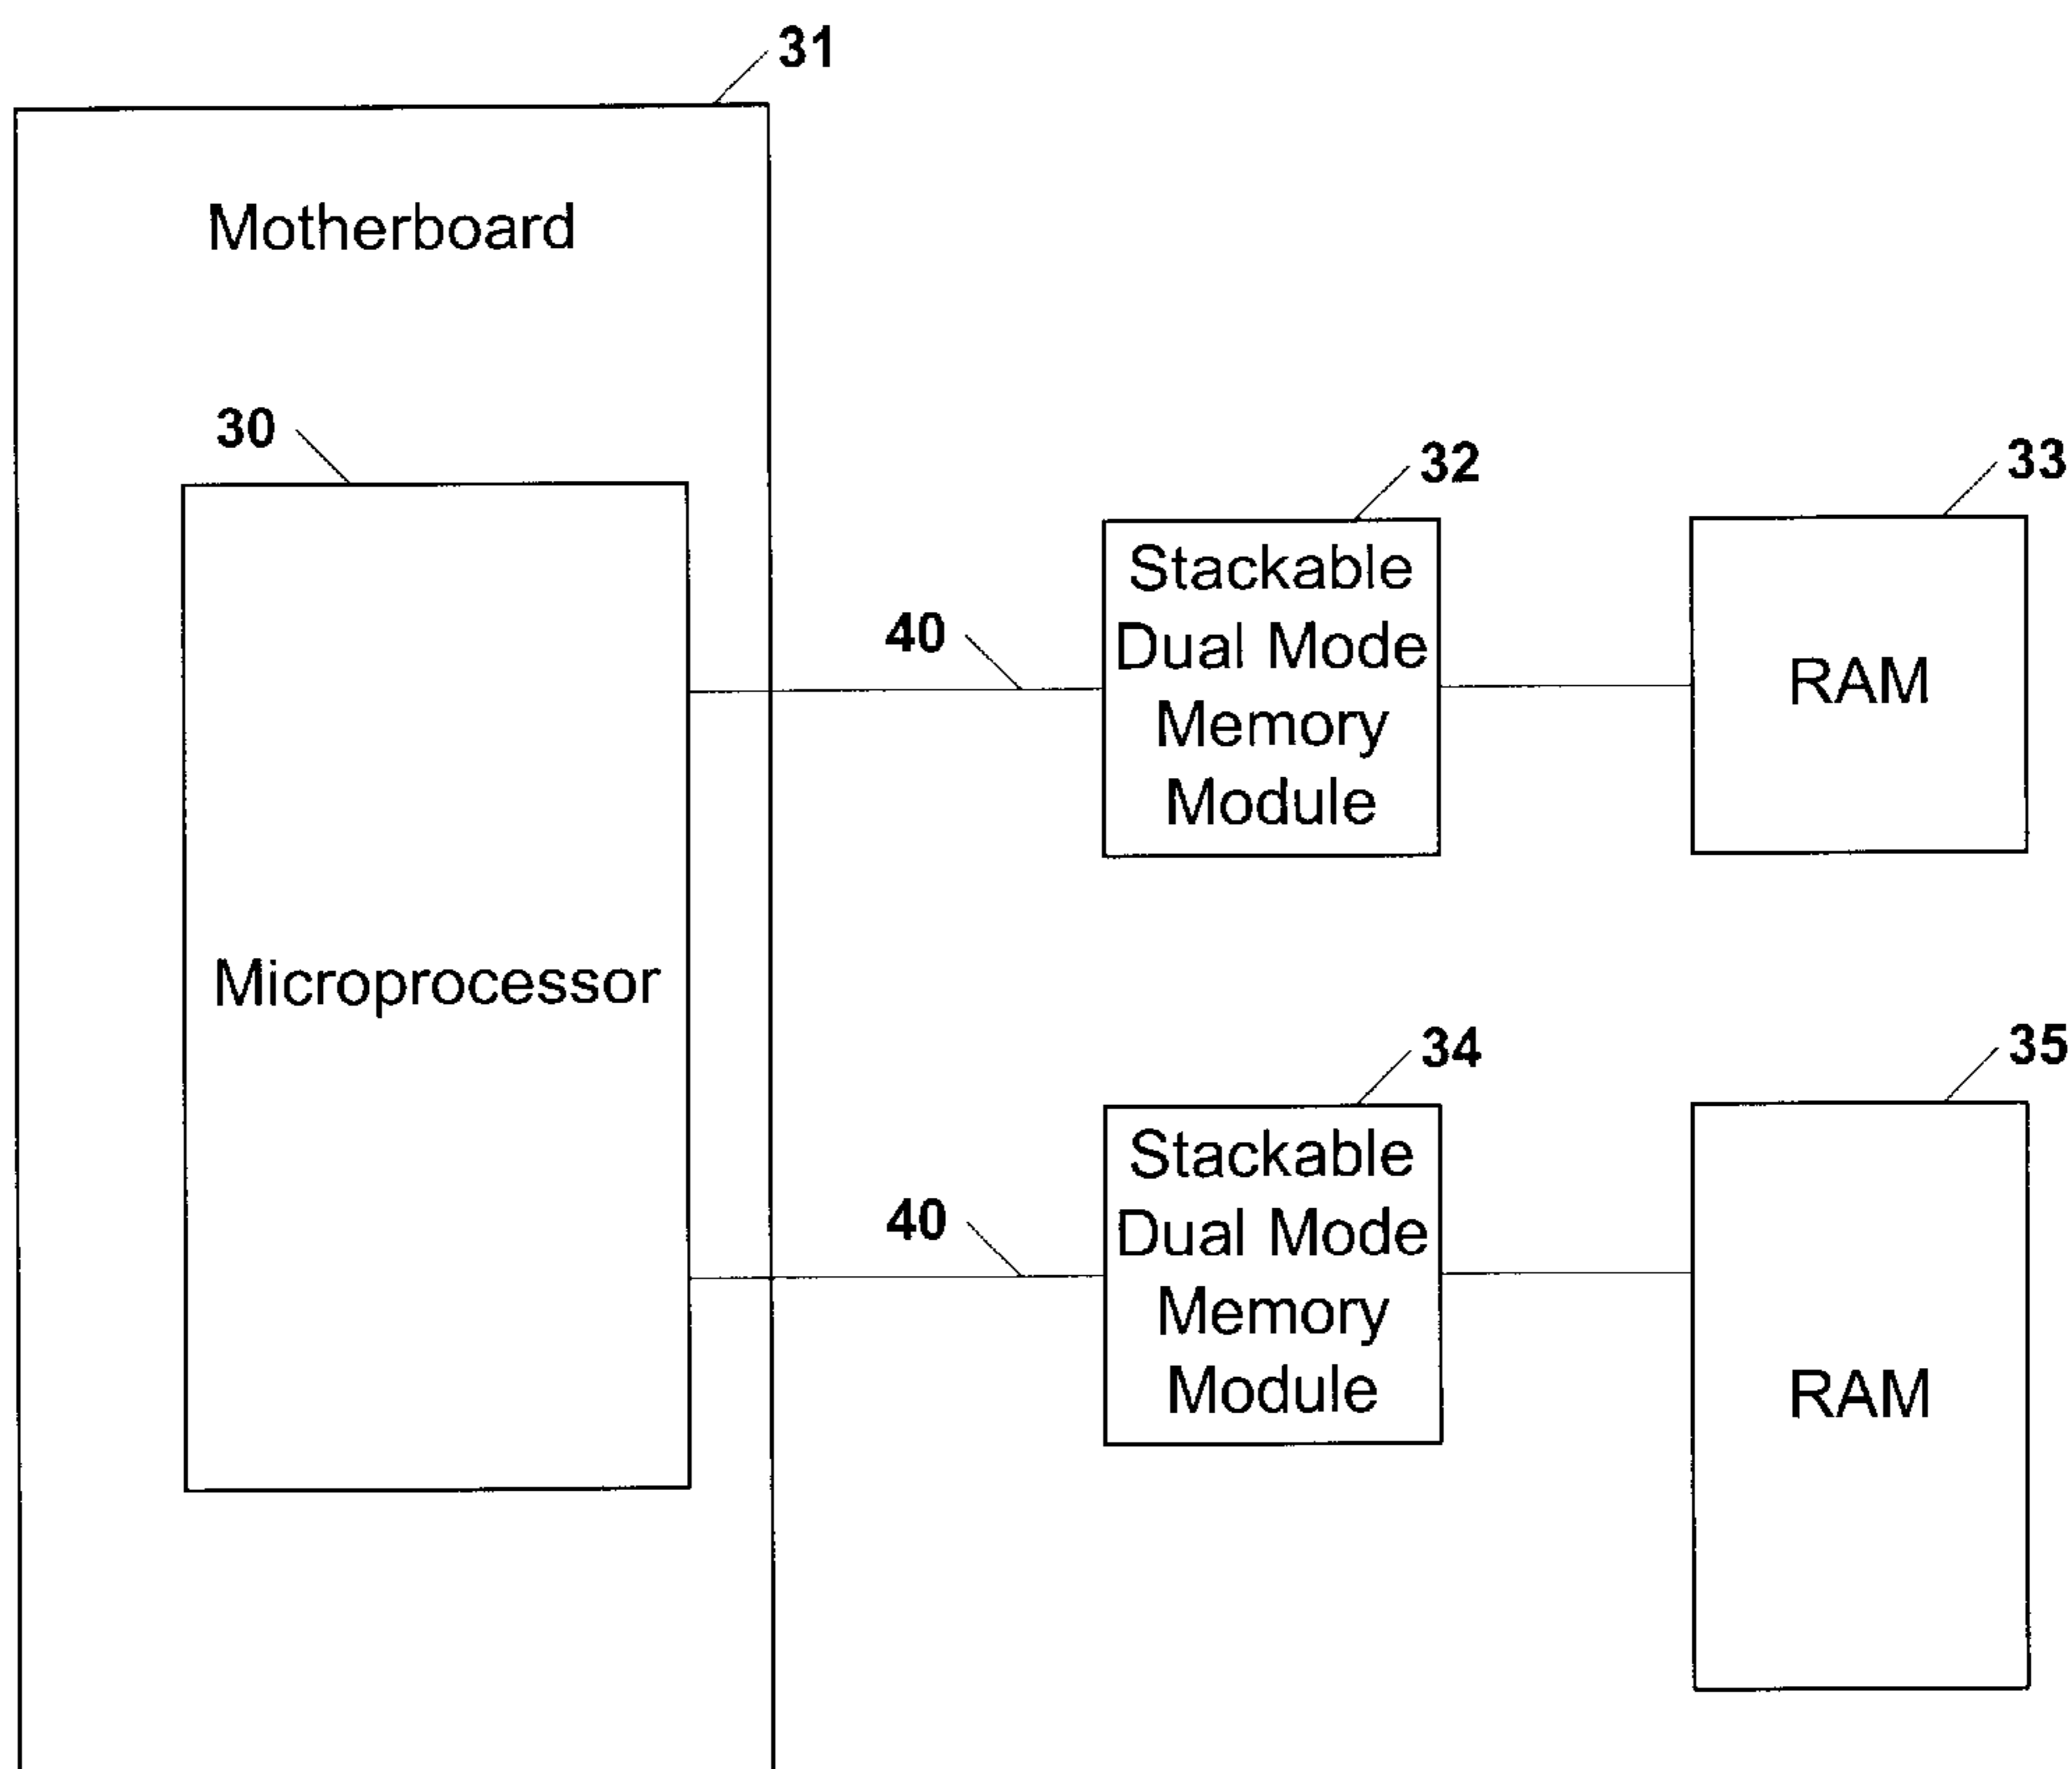 31
Motherboard
30
32
33
Stackable
Dual Mode
Memory
Module
40
RAM
Microprocessor
34
35
Stackable
Dual Mode
Memory
Module
40
RAM